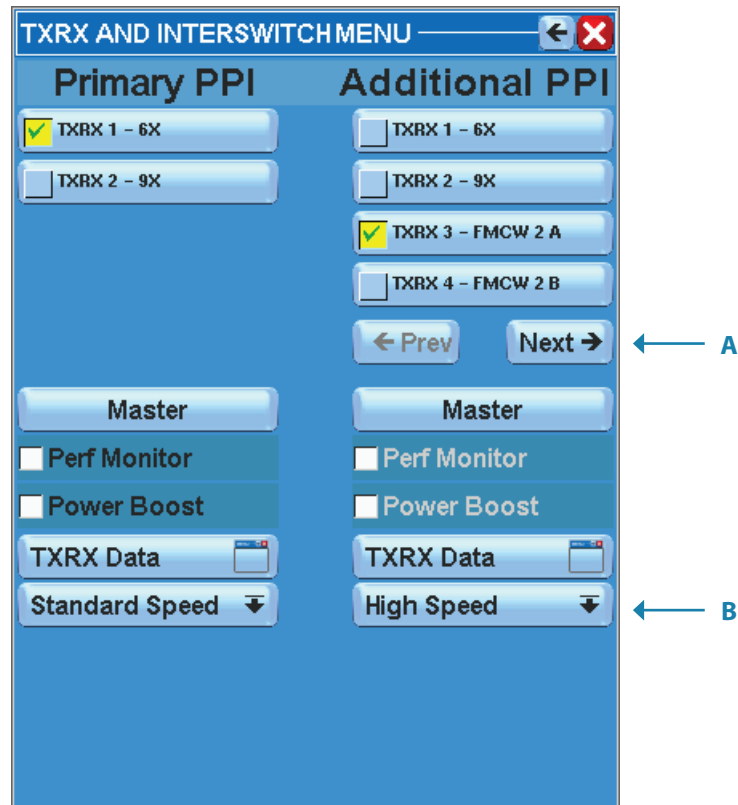 TXRX AND INTERSWITCH MENU
Primary PPI
Additional PPI
TXRX 1 - 6X
TXRX 1 - 6X
TXRX 2 - 9X
TXRX 2 - 9X
TXRX 3 - FMCW 2 A
TXRX 4 - FMCW 2 B
← Prev
Next →
A
Master
Master
Perf Monitor
Perf Monitor
Power Boost
Power Boost
TXRX Data
TXRX Data
Standard Speed
High Speed
B